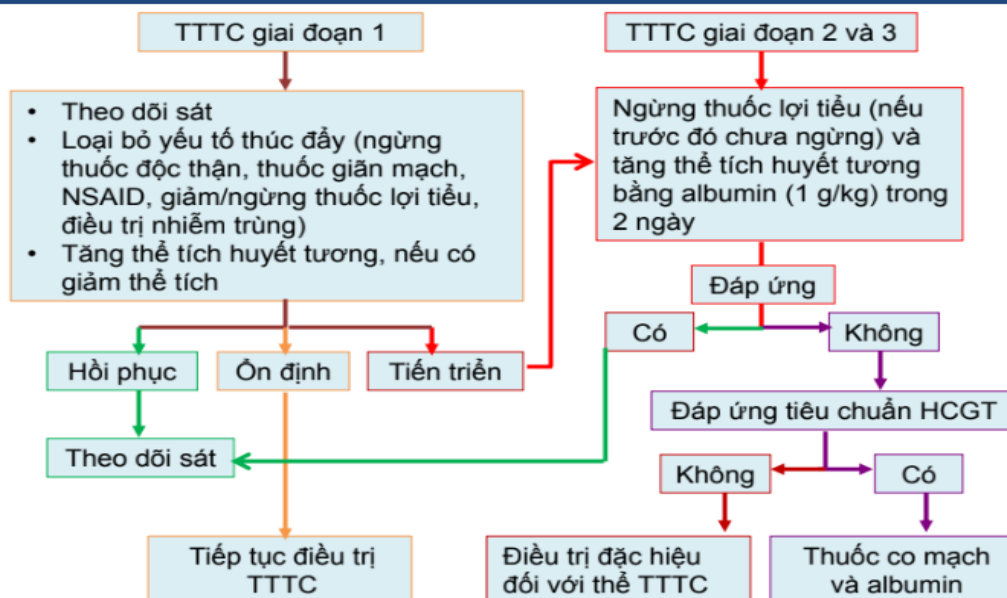 TTTC giai đoạn 1
• Theo dõi sát
• Loại bỏ yếu tố thúc đẩy (ngừng
thuốc độc thận, thuốc giãn mạch,
NSAID, giảm/ngừng thuốc lợi tiểu,
điều trị nhiễm trùng)
• Tăng thể tích huyết tương, nếu có
giảm thể tích
Hồi phục
Ổn định
Tiến triển
Theo dõi sát
Tiếp tục điều trị
TTTC
TTTC giai đoạn 2 và 3
Ngừng thuốc lợi tiểu (nếu
trước đó chưa ngừng) và
tăng thể tích huyết tương
bằng albumin (1 g/kg) trong
2 ngày
Đáp ứng
Có
Không
Đáp ứng tiêu chuẩn HCGT
Không
Có
Điều trị đặc hiệu
đối với thể TTTC
Thuốc co mạch
và albumin